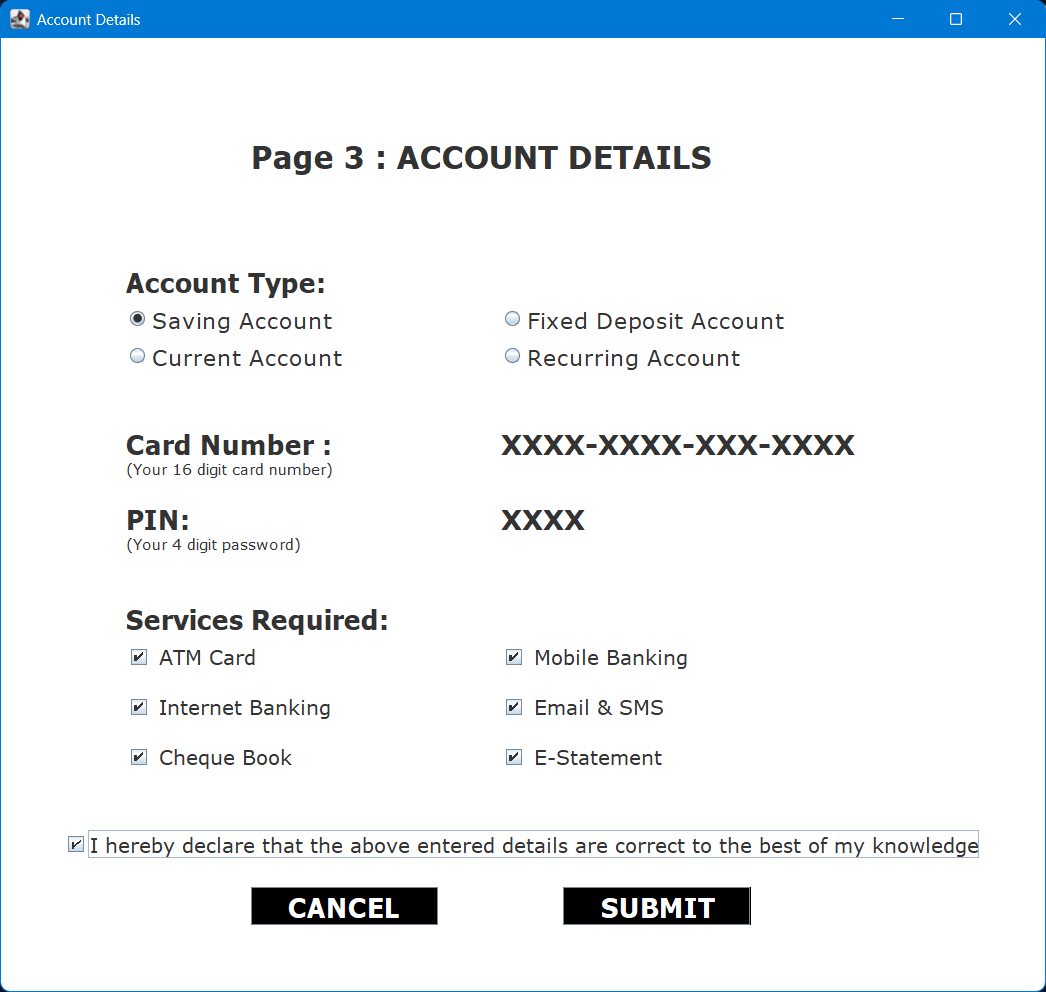 Account Details
Page 3 : ACCOUNT DETAILS
Account Type:
Saving Account Fixed Deposit Account
Current Account Recurring Account
Card Number : XXXX-XXXX-XXX-XXXX
(Your 16 digit card number)
PIN: XXXX
(Your 4 digit password)
Services Required:
ATM Card Mobile Banking
Internet Banking Email & SMS
Cheque Book E-Statement
I hereby declare that the above entered details are correct to the best of my knowledge
CANCEL SUBMIT